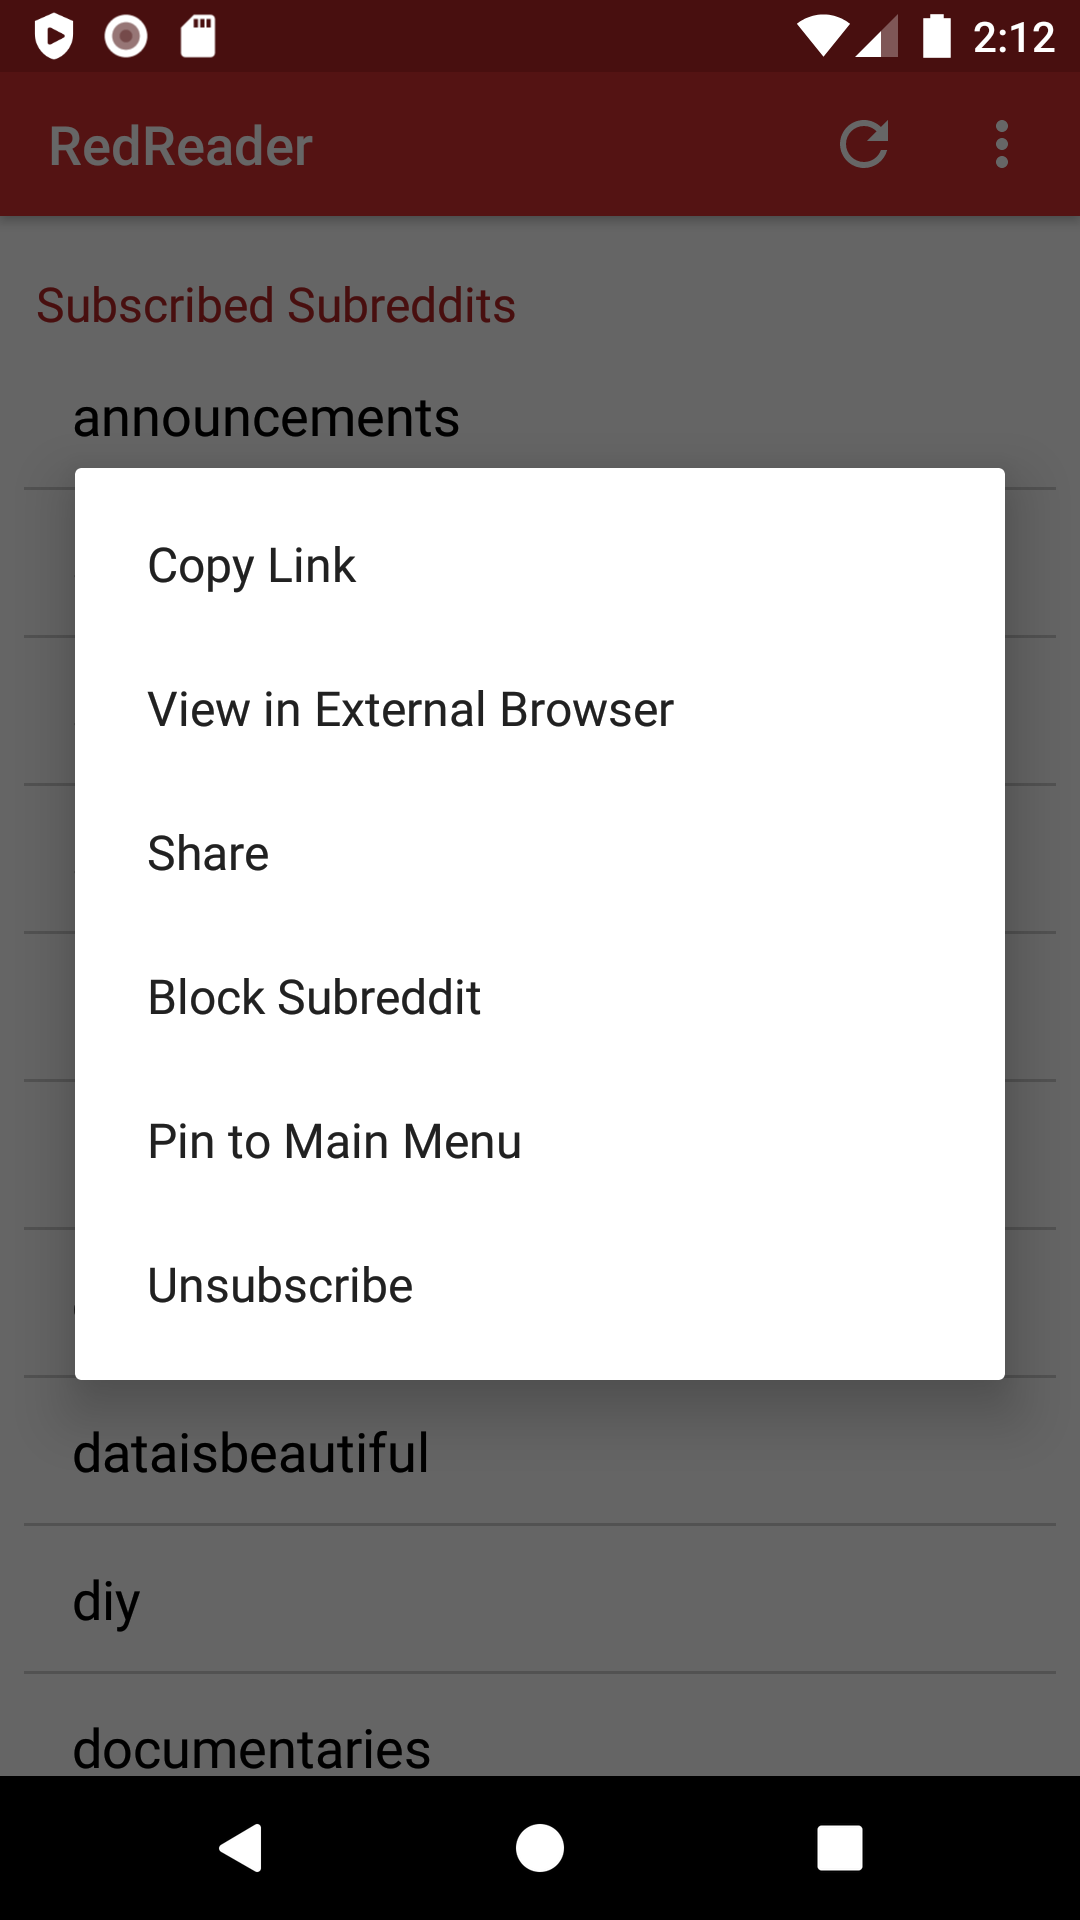 2:12
RedReader
Subscribed Subreddits
announcements
Copy Link
View in External Browser
Share
Block Subreddit
Pin to Main Menu
Unsubscribe
dataisbeautiful
diy
documentaries